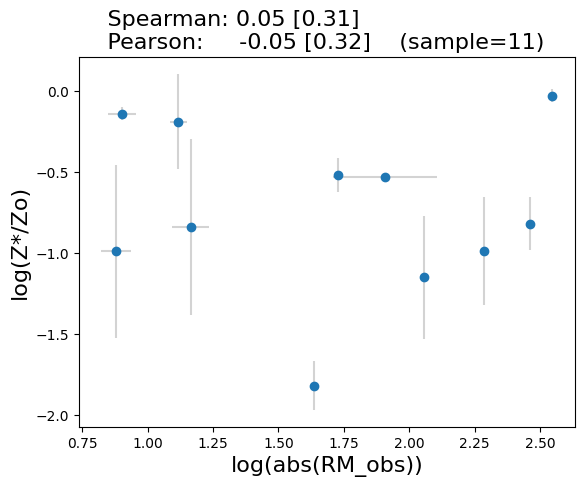 Spearman: 0.05 [0.31]
Pearson: -0.05 [0.32] (sample=11)
0.0
−0.5
−1.0
−1.5
−2.0
log(Z*/Zo)
0.75 1.00 1.25 1.50 1.75 2.00 2.25 2.50
log(abs(RM_obs))